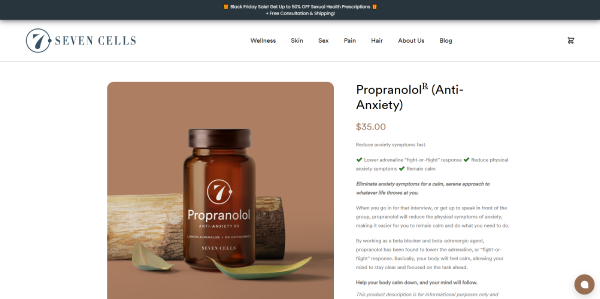 Black Friday Sale! Get Up to 50% OFF Sexual Health Prescriptions
+ Free Consultation & Shipping!
7 SEVEN CELLS
Wellness Skin Sex Pain Hair About Us Blog
Propranololᴿ (Anti-
Anxiety)
$35.00
Reduce anxiety symptoms fast
✔ Lower adrenaline "fight-or-flight" response ✔ Reduce physical
anxiety symptoms ✔ Remain calm
Eliminate anxiety symptoms for a calm, serene approach to
whatever life throws at you.
When you go in for that interview, or get up to speak in front of the
group, propranolol will reduce the physical symptoms of anxiety,
making it easier for you to remain calm and do what you need to do.
By working as a beta blocker and beta adrenergic agent,
propranolol has been found to lower the adrenaline, or "fight-or-
flight" response. Basically, your body will feel calm, allowing your
mind to stay clear and focused on the task ahead.
Help your body calm down, and your mind will follow.
This product description is for informational purposes only and
7
Propranolol
ANTI-ANXIETY RX
SEVEN CELLS